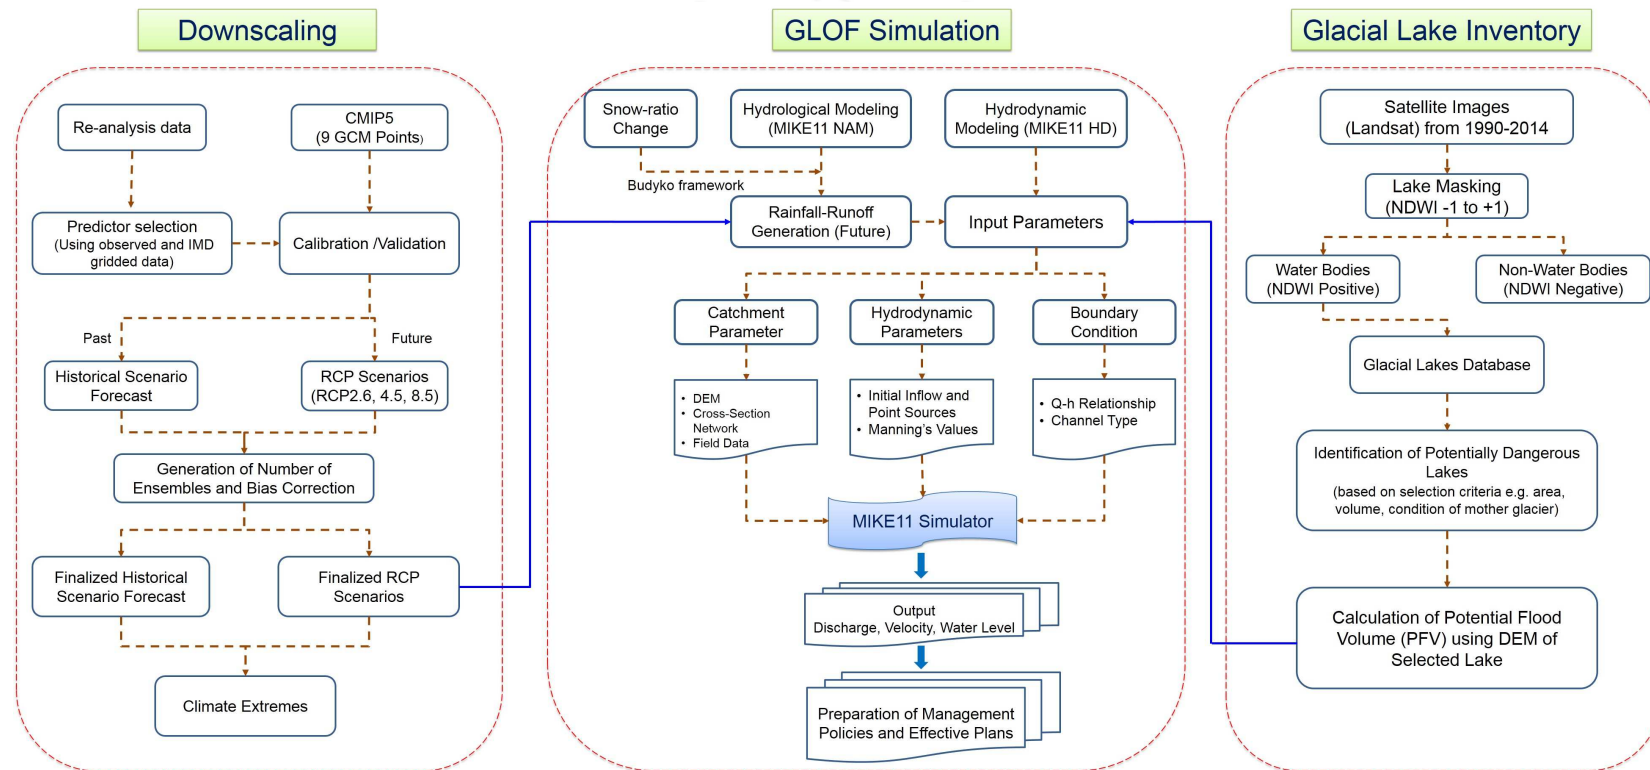 Downscaling
GLOF Simulation
Glacial Lake Inventory
Re-analysis data
CMIP5
(9 GCM Points)
Predictor selection
(Using observed and IMD
gridded data)
Calibration /Validation
Past
Future
Historical Scenario
Forecast
RCP Scenarios
(RCP2.6, 4.5, 8.5)
Generation of Number of
Ensembles and Bias Correction
Finalized Historical
Scenario Forecast
Finalized RCP
Scenarios
Climate Extremes
Snow-ratio
Change
Hydrological Modeling
(MIKE11 NAM)
Hydrodynamic
Modeling (MIKE11 HD)
Budyko framework
Rainfall-Runoff
Generation (Future)
Input Parameters
Catchment
Parameter
Hydrodynamic
Parameters
Boundary
Condition
• DEM
• Cross-Section
Network
• Field Data
• Initial Inflow and
Point Sources
• Manning's Values
• Q-h Relationship
• Channel Type
MIKE11 Simulator
Output
Discharge, Velocity, Water Level
Preparation of Management
Policies and Effective Plans
Satellite Images
(Landsat) from 1990-2014
Lake Masking
(NDWI -1 to +1)
Water Bodies
(NDWI Positive)
Non-Water Bodies
(NDWI Negative)
Glacial Lakes Database
Identification of Potentially Dangerous
Lakes
(based on selection criteria e.g. area,
volume, condition of mother glacier)
Calculation of Potential Flood
Volume (PFV) using DEM of
Selected Lake